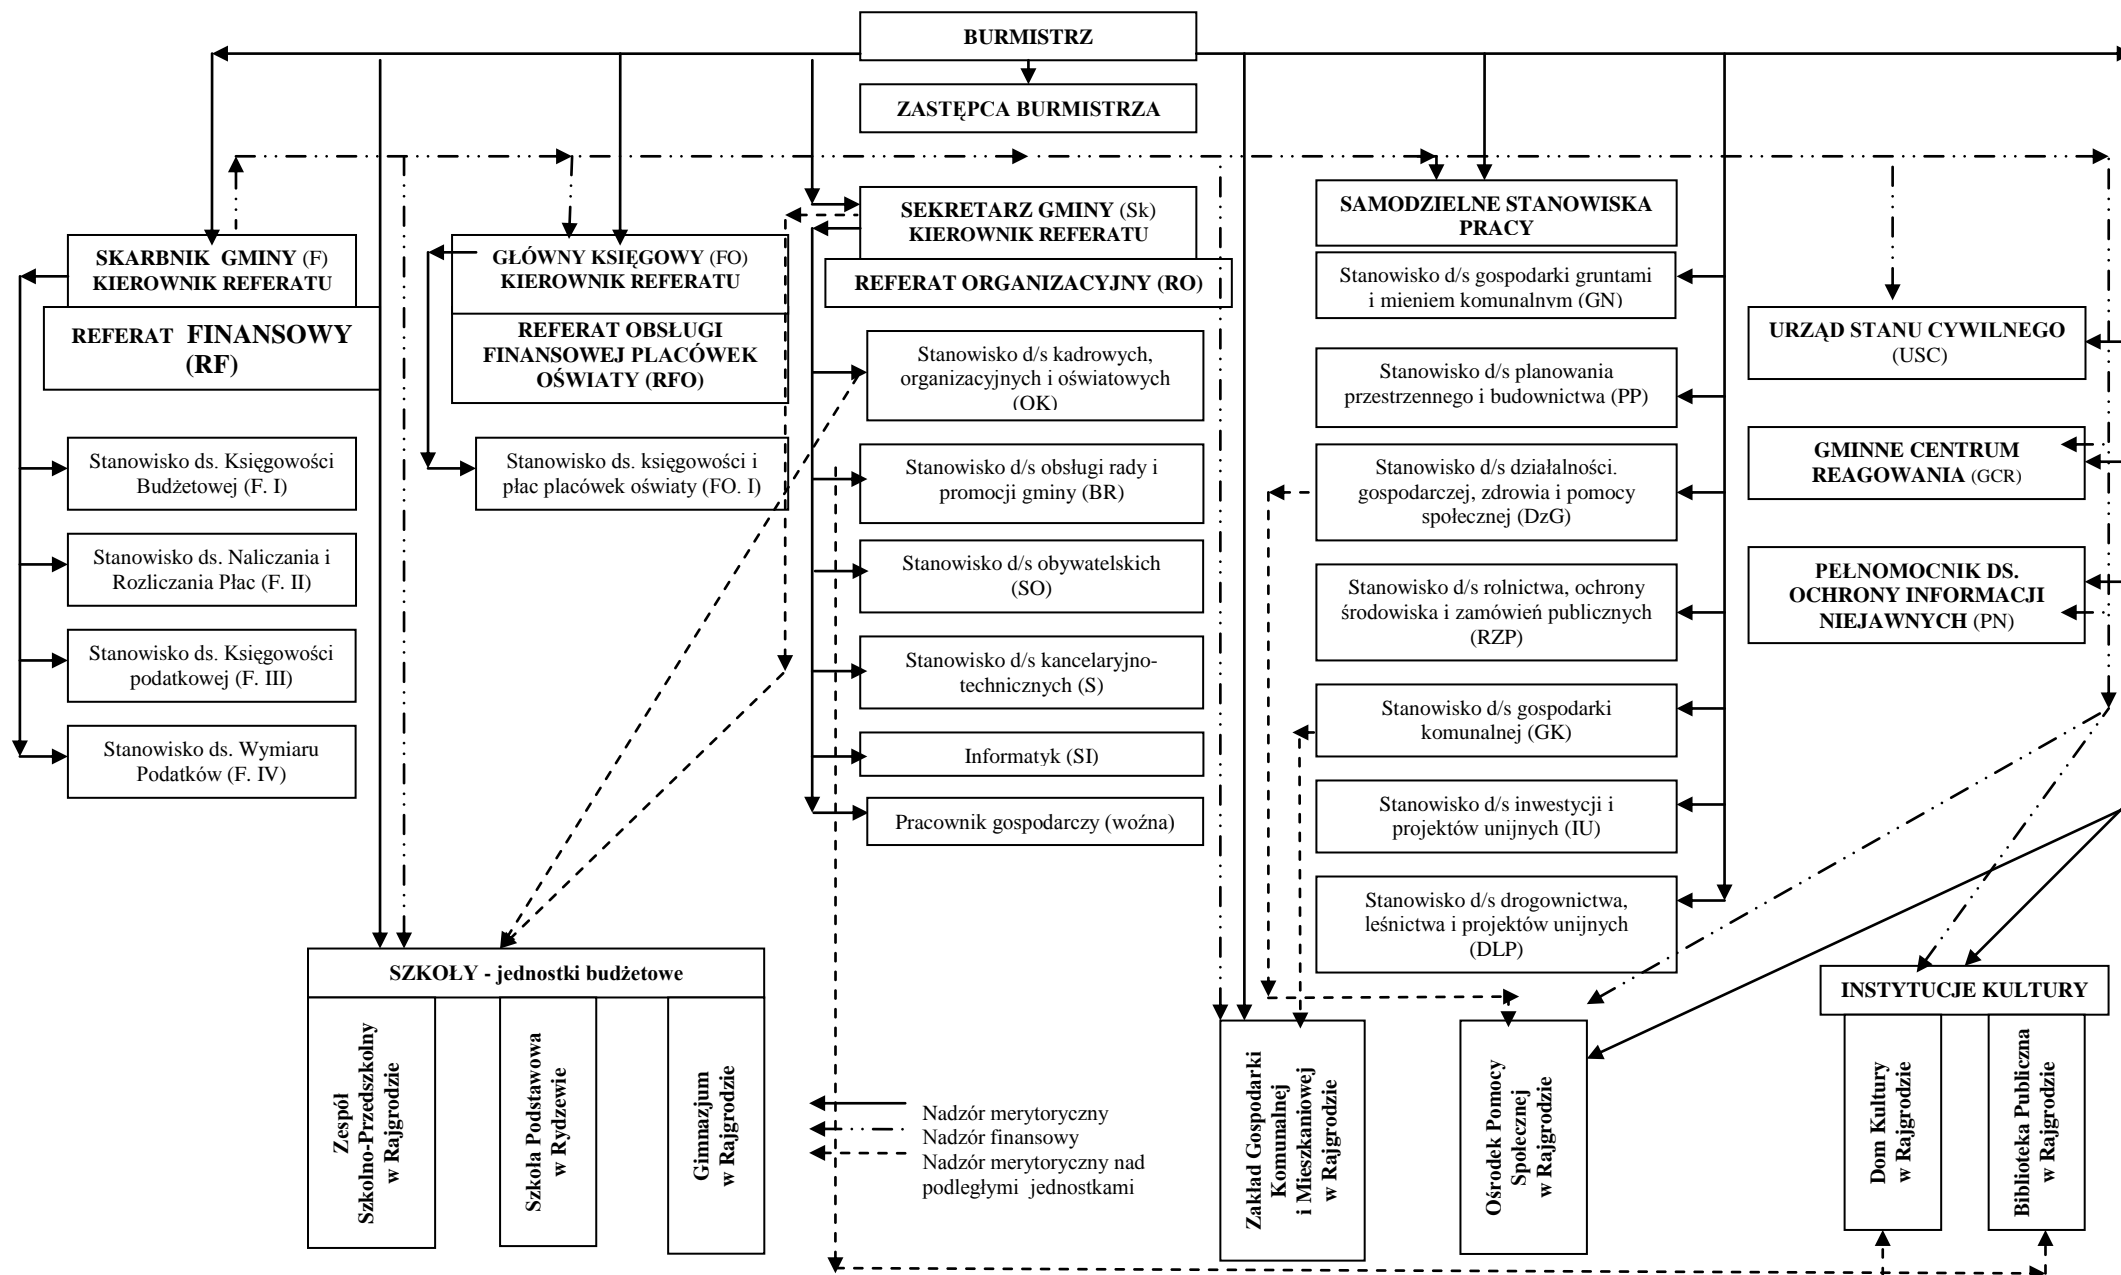 BURMISTRZ
ZASTĘPCA BURMISTRZA
SKARBNIK GMINY (F)
KIEROWNIK REFERATU
REFERAT FINANSOWY
(RF)
Stanowisko ds. Księgowości
Budżetowej (F. I)
Stanowisko ds. Naliczania i
Rozliczania Płac (F. II)
Stanowisko ds. Księgowości
podatkowej (F. III)
Stanowisko ds. Wymiaru
Podatków (F. IV)
GŁÓWNY KSIĘGOWY (FO)
KIEROWNIK REFERATU
REFERAT OBSŁUGI
FINANSOWEJ PLACÓWEK
OŚWIATY (RFO)
Stanowisko ds. księgowości i
płac placówek oświaty (FO. I)
SEKRETARZ GMINY (Sk)
KIEROWNIK REFERATU
REFERAT ORGANIZACYJNY (RO)
Stanowisko d/s kadrowych,
organizacyjnych i oświatowych
(OK)
Stanowisko d/s obsługi rady i
promocji gminy (BR)
Stanowisko d/s obywatelskich
(SO)
Stanowisko d/s kancelaryjno-
technicznych (S)
Informatyk (SI)
Pracownik gospodarczy (woźna)
SAMODZIELNE STANOWISKA
PRACY
Stanowisko d/s gospodarki gruntami
i mieniem komunalnym (GN)
Stanowisko d/s planowania
przestrzennego i budownictwa (PP)
Stanowisko d/s działalności.
gospodarczej, zdrowia i pomocy
społecznej (DzG)
Stanowisko d/s rolnictwa, ochrony
środowiska i zamówień publicznych
(RZP)
Stanowisko d/s gospodarki
komunalnej (GK)
Stanowisko d/s inwestycji i
projektów unijnych (IU)
Stanowisko d/s drogownictwa,
leśnictwa i projektów unijnych
(DLP)
URZĄD STANU CYWILNEGO
(USC)
GMINNE CENTRUM
REAGOWANIA (GCR)
PEŁNOMOCNIK DS.
OCHRONY INFORMACJI
NIEJAWNYCH (PN)
SZKOŁY - jednostki budżetowe
Zespół
Szkolno-Przedszkolny
w Rajgrodzie
Szkoła Podstawowa
w Rydzewie
Gimnazjum
w Rajgrodzie
Nadzór merytoryczny
Nadzór finansowy
Nadzór merytoryczny nad
podległymi jednostkami
Zakład Gospodarki
Komunalnej
i Mieszkaniowej
w Rajgrodzie
Ośrodek Pomocy
Społecznej
w Rajgrodzie
INSTYTUCJE KULTURY
Dom Kultury
w Rajgrodzie
Biblioteka Publiczna
w Rajgrodzie